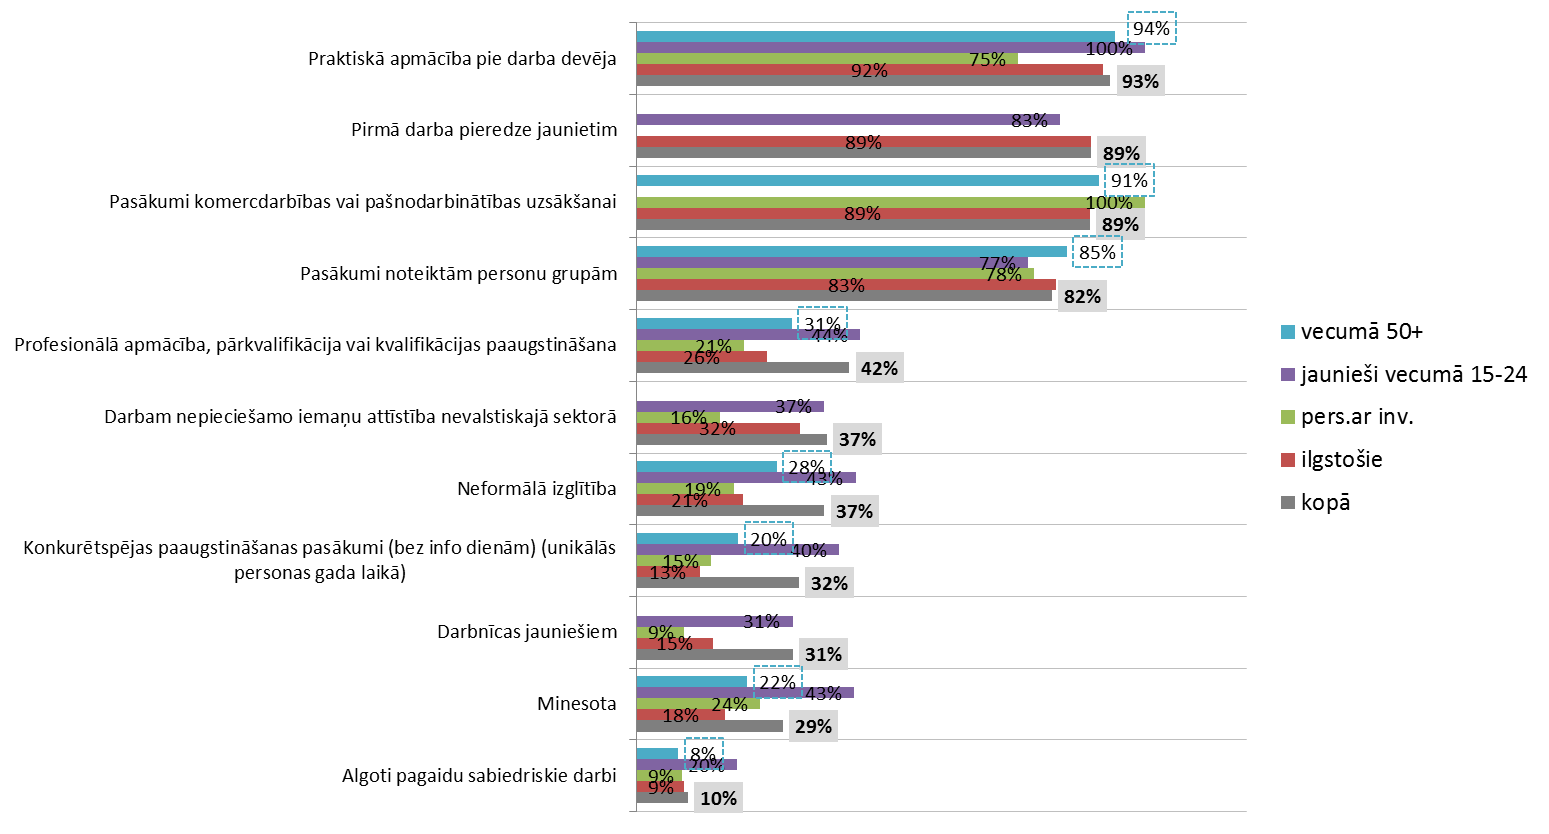 94%
100%
Praktiskā apmācība pie darba devēja
75%
92%
93%
83%
Pirmā darba pieredze jaunietim
89%
89%
91%
Pasākumi komercdarbības vai pašnodarbinātības uzsākšanai
100%
89%
89%
85%
77%
Pasākumi noteiktām personu grupām
78%
83%
82%
31%
44%
Profesionālā apmācība, pārkvalifikācija vai kvalifikācijas paaugstināšana
21%
26%
42%
37%
Darbam nepieciešamo iemaņu attīstība nevalstiskajā sektorā
16%
32%
37%
28%
43%
Neformālā izglītība
19%
21%
37%
20%
40%
Konkurētspējas paaugstināšanas pasākumi (bez info dienām) (unikālās
personas gada laikā)
15%
13%
32%
31%
Darbnīcas jauniešiem
9%
15%
31%
22%
43%
Minesota
24%
18%
29%
8%
20%
Algoti pagaidu sabiedriskie darbi
9%
9%
10%
vecumā 50+
jaunieši vecumā 15-24
pers.ar inv.
ilgstošie
kopā